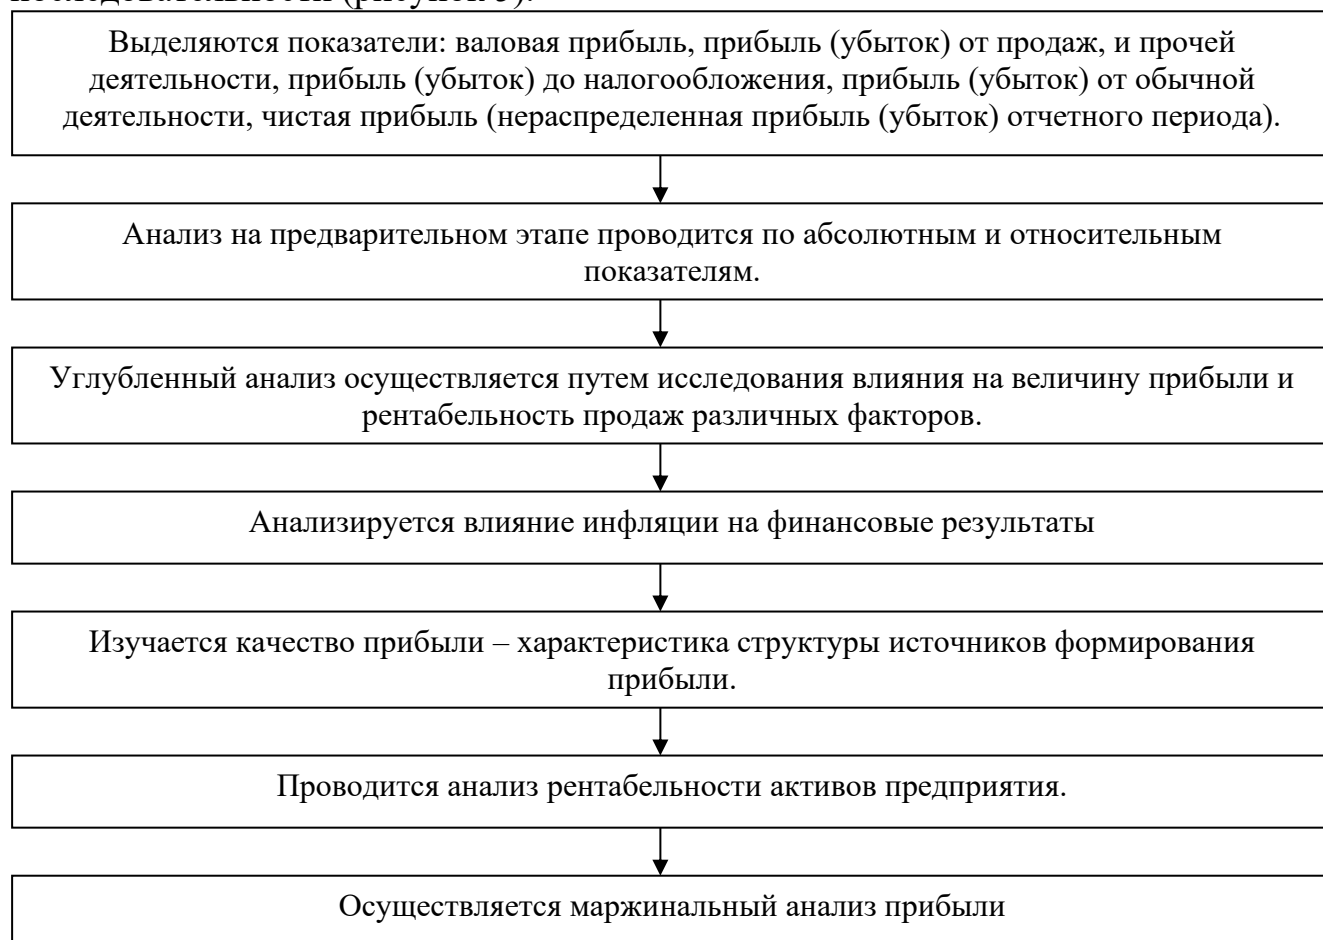 последовательности (рисунок 3):
Выделяются показатели: валовая прибыль, прибыль (убыток) от продаж, и прочей
деятельности, прибыль (убыток) до налогообложения, прибыль (убыток) от обычной
деятельности, чистая прибыль (нераспределенная прибыль (убыток) отчетного периода).
Анализ на предварительном этапе проводится по абсолютным и относительным
показателям.
Углубленный анализ осуществляется путем исследования влияния на величину прибыли и
рентабельность продаж различных факторов.
Анализируется влияние инфляции на финансовые результаты
Изучается качество прибыли – характеристика структуры источников формирования
прибыли.
Проводится анализ рентабельности активов предприятия.
Осуществляется маржинальный анализ прибыли